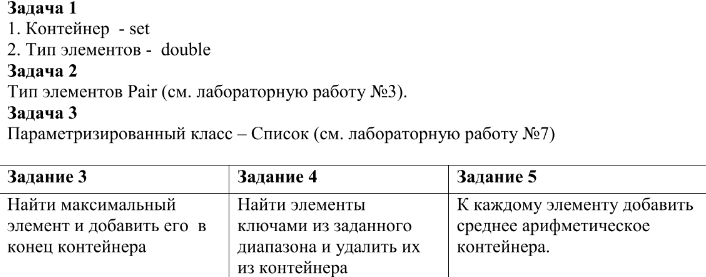 Задача 1
1. Контейнер - set
2. Тип элементов - double
Задача 2
Тип элементов Pair (см. лабораторную работу №3).
Задача 3
Параметризированный класс – Список (см. лабораторную работу №7)
Задание 3
Найти максимальный
элемент и добавить его в
конец контейнера
Задание 4
Найти элементы
ключами из заданного
диапазона и удалить их
из контейнера
Задание 5
К каждому элементу добавить
среднее арифметическое
контейнера.